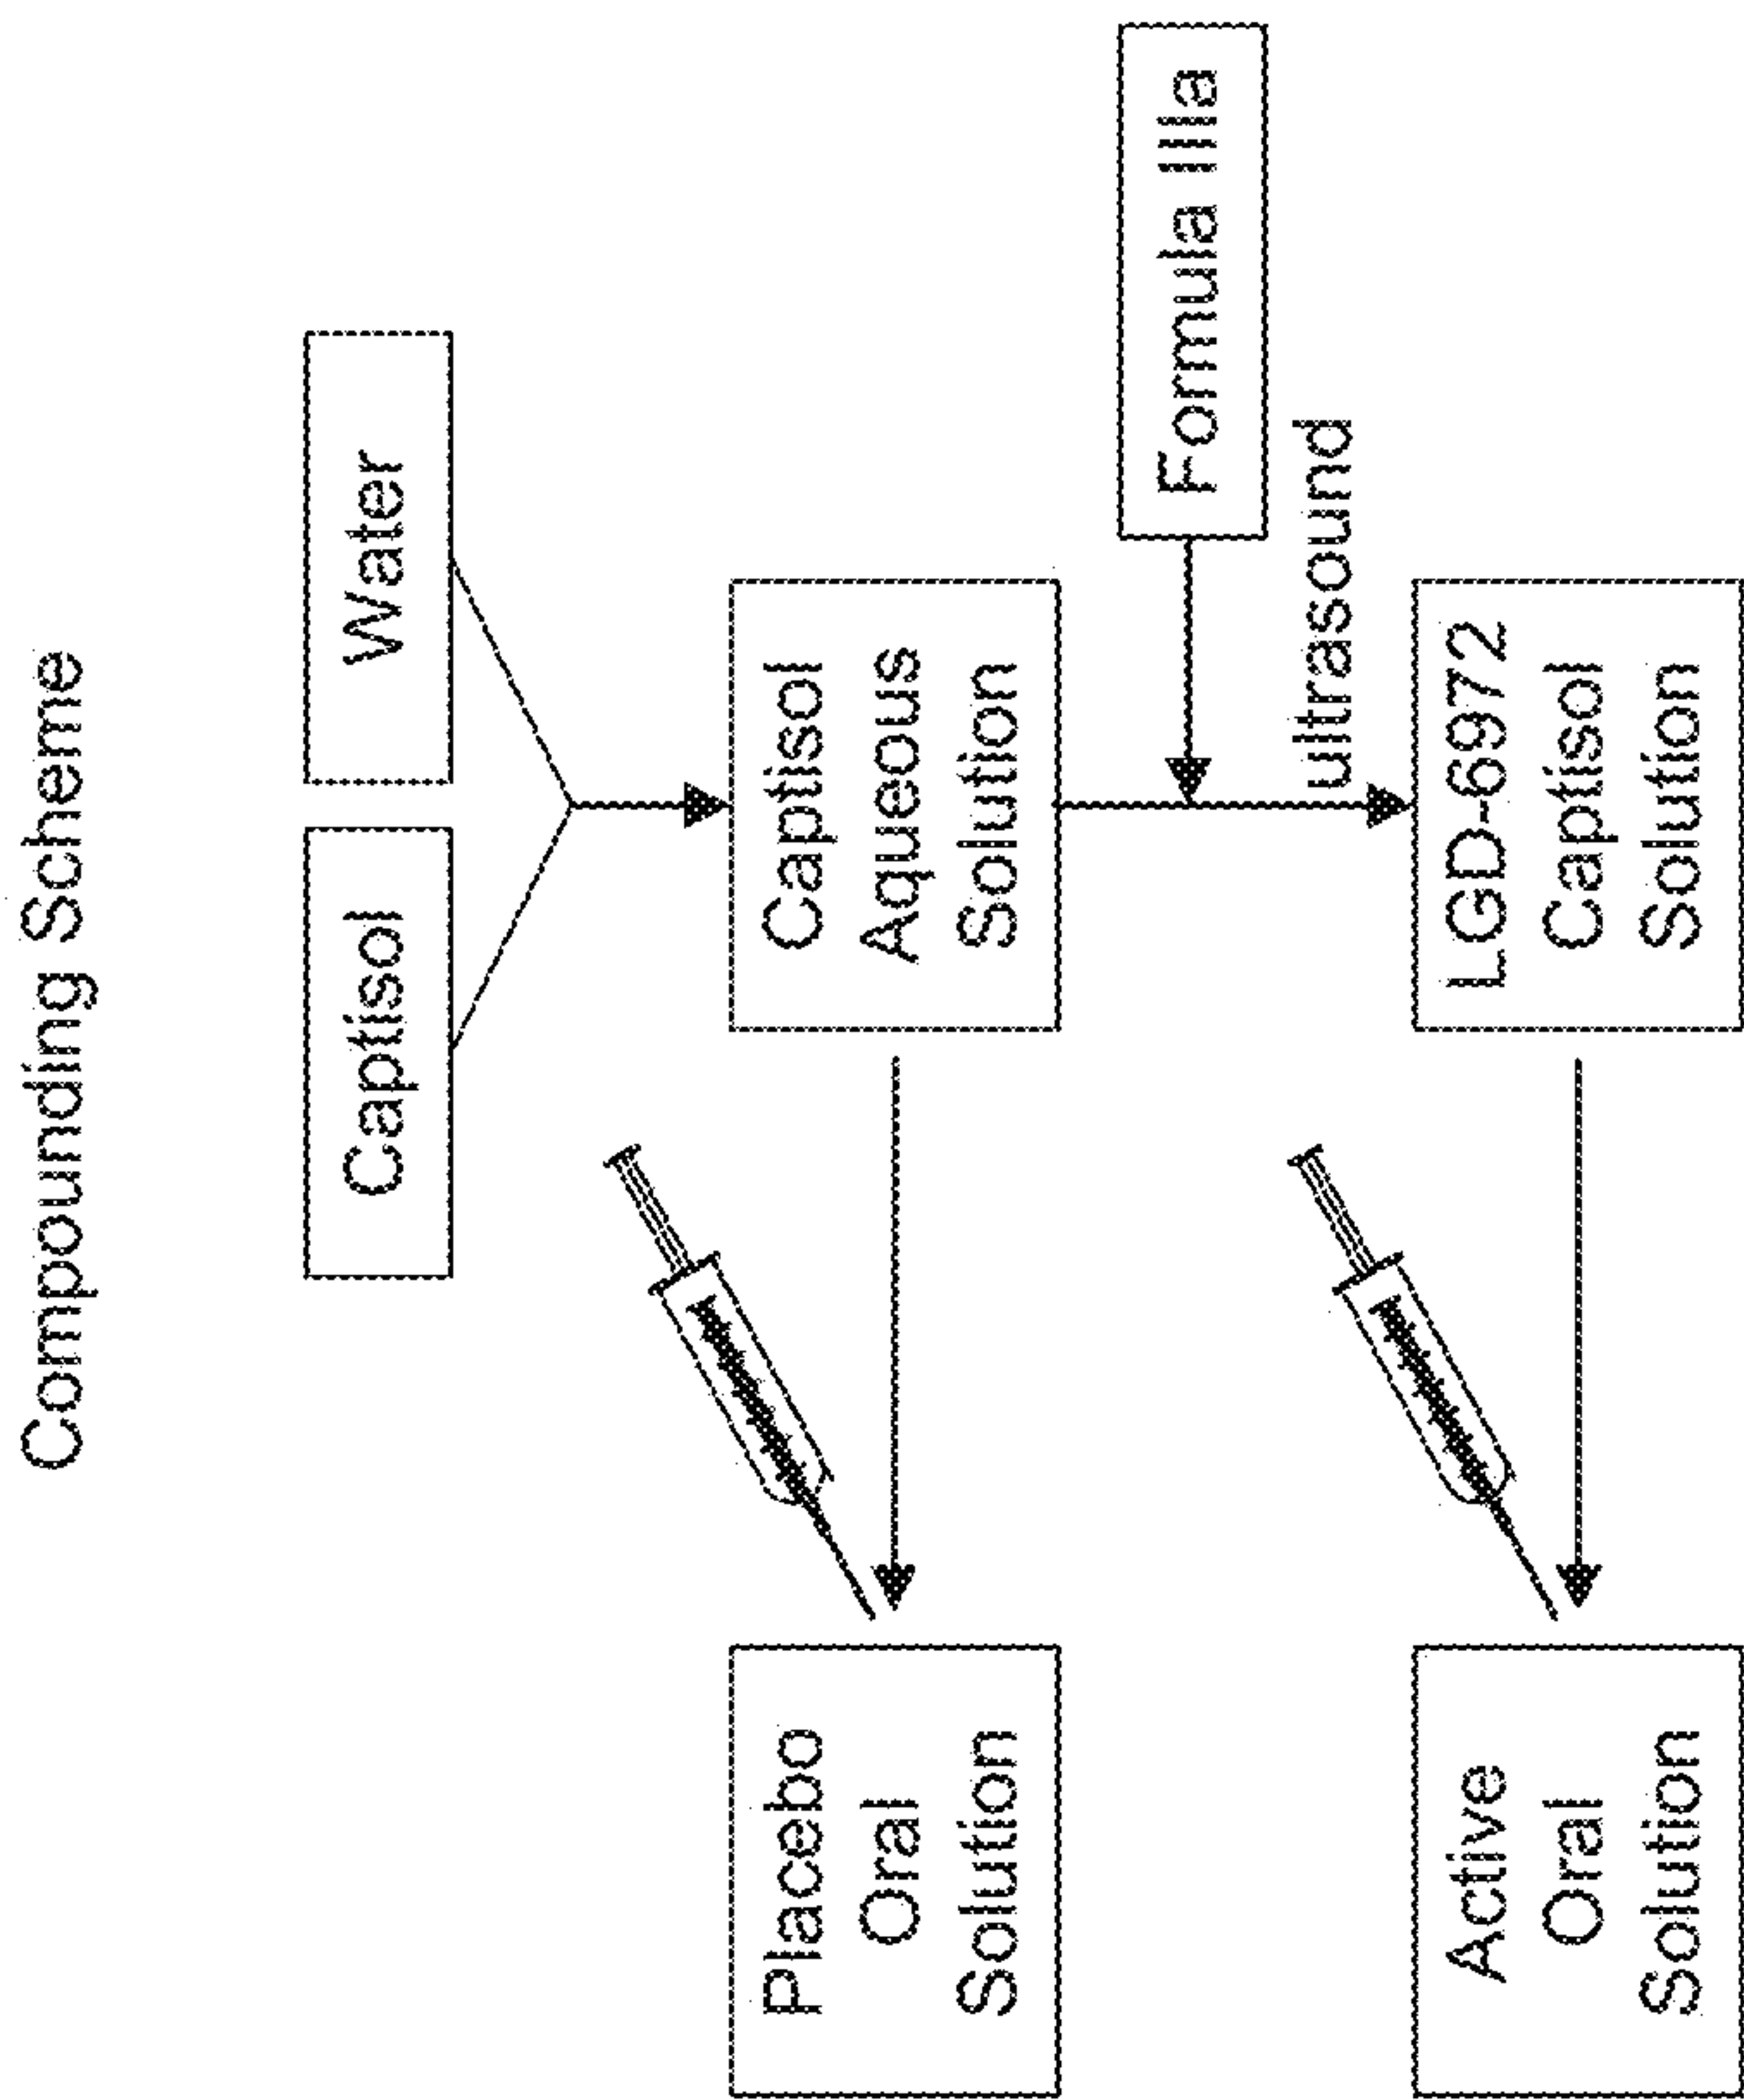 Compounding Scheme
Captisol
Water
Captisol
Aqueous
Solution
Placebo
Oral
Solution
Formula IIIa
ultrasound
LGD-6972
Captisol
Solution
Active
Oral
Solution